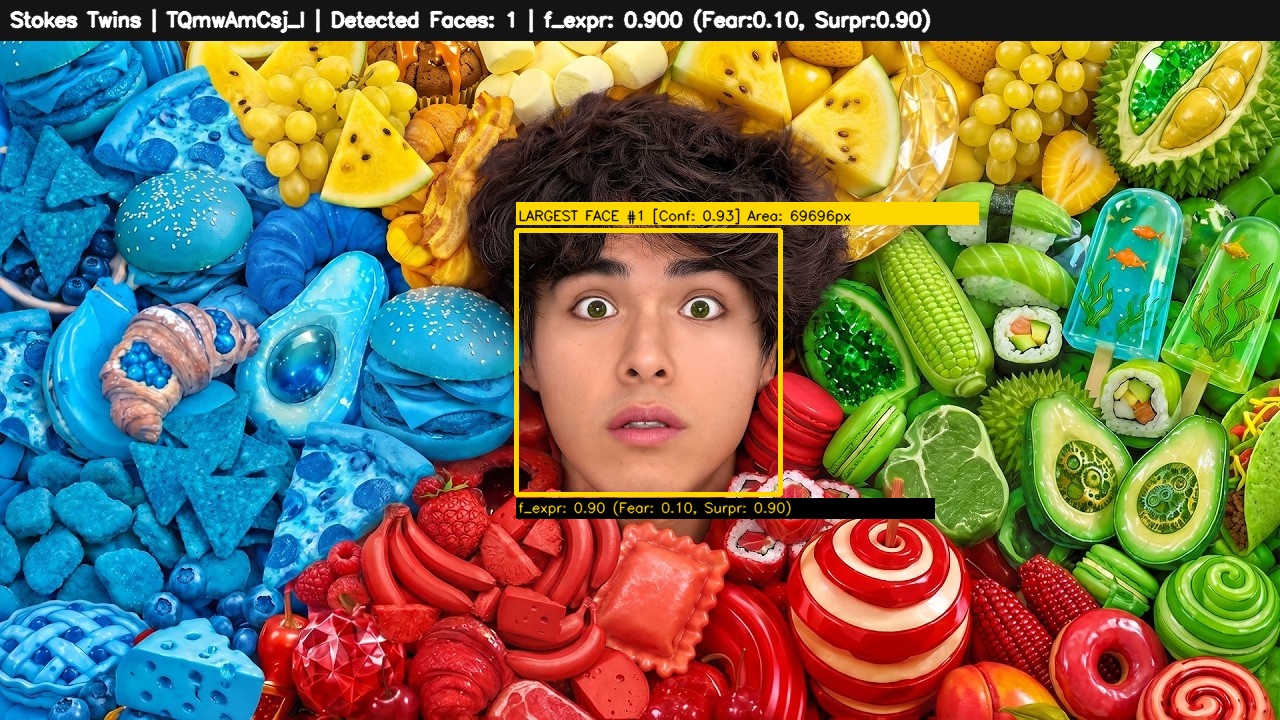 Stokes Twins | TQmwAmCsj_I | Detected Faces: 1 | f_expr: 0.900 (Fear:0.10, Surpr:0.90)
LARGEST FACE #1 [Conf: 0.93] Area: 69696px
f_expr: 0.90 (Fear: 0.10, Surpr: 0.90)